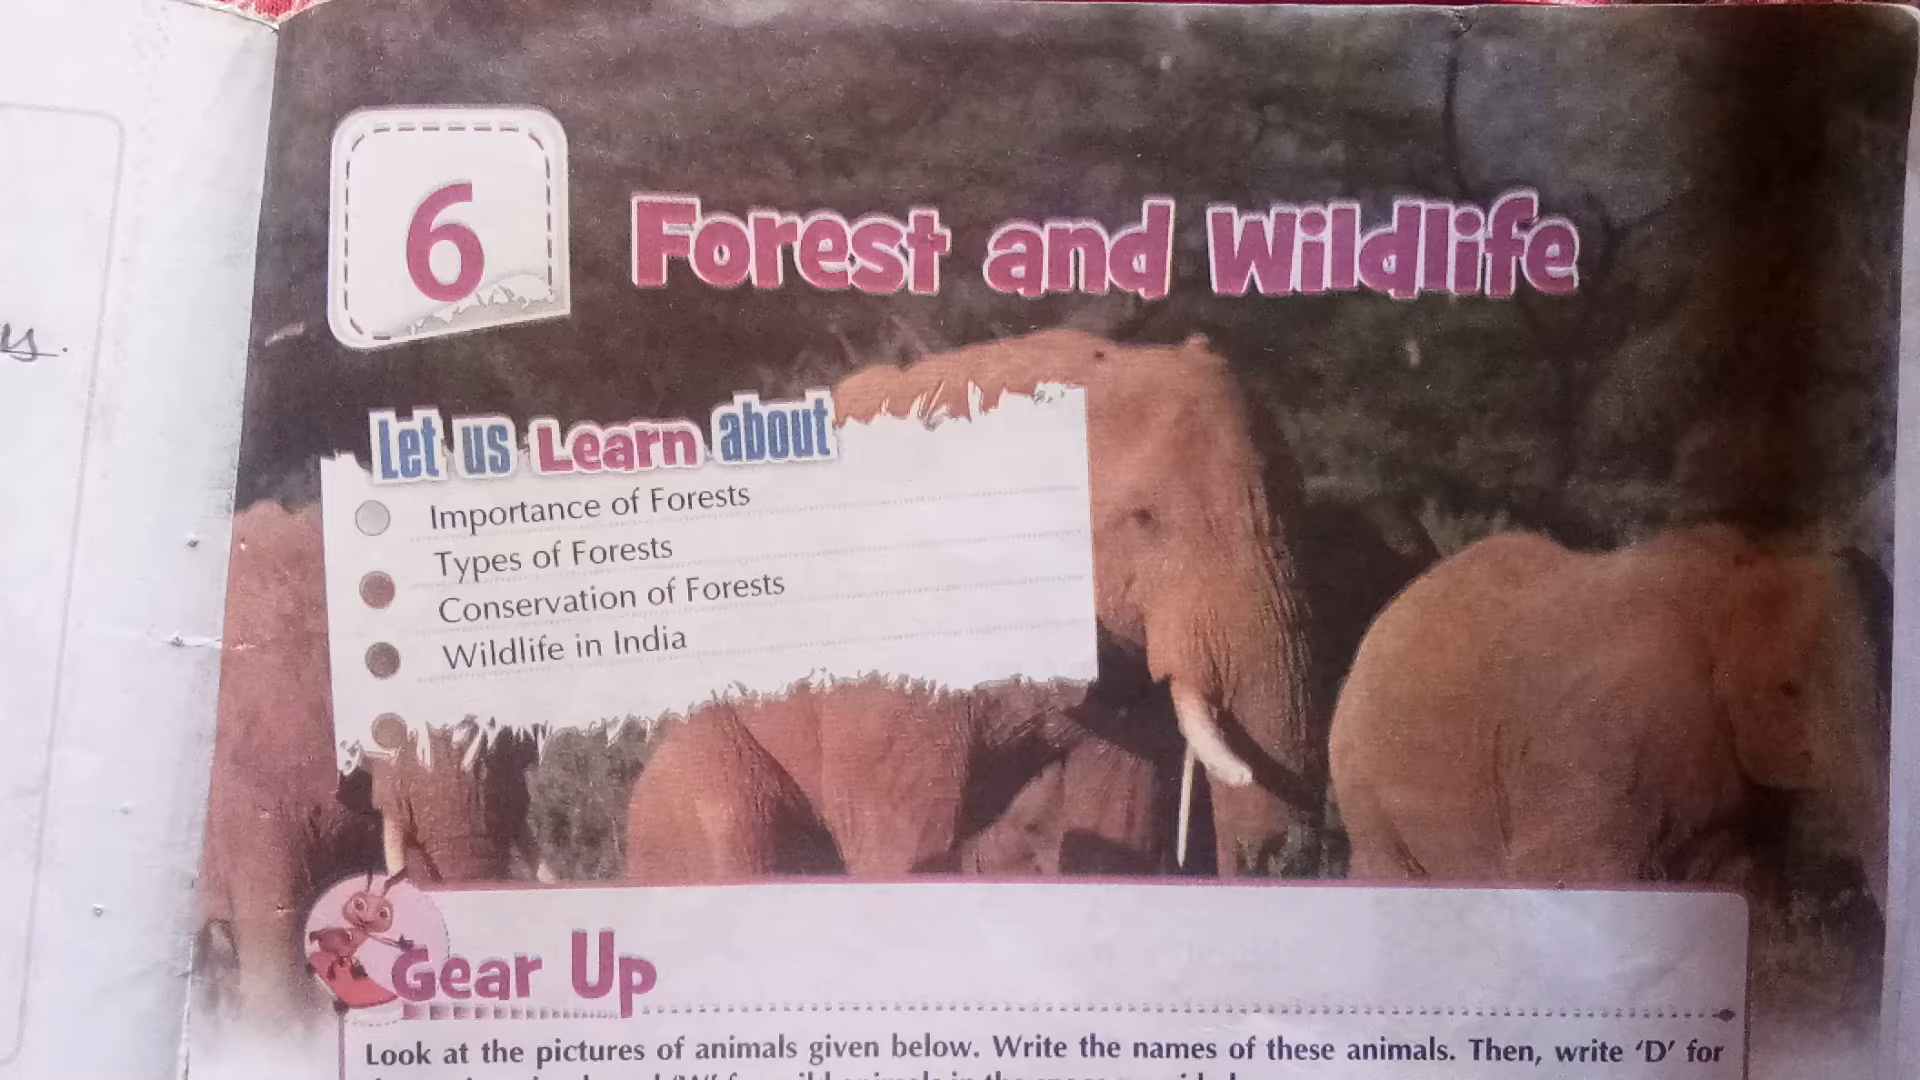 6
Forest and Wildlife
Let us Learn about
Importance of Forests
Types of Forests
Conservation of Forests
Wildlife in India
Gear Up
Look at the pictures of animals given below. Write the names of these animals. Then, write ‘D’ for